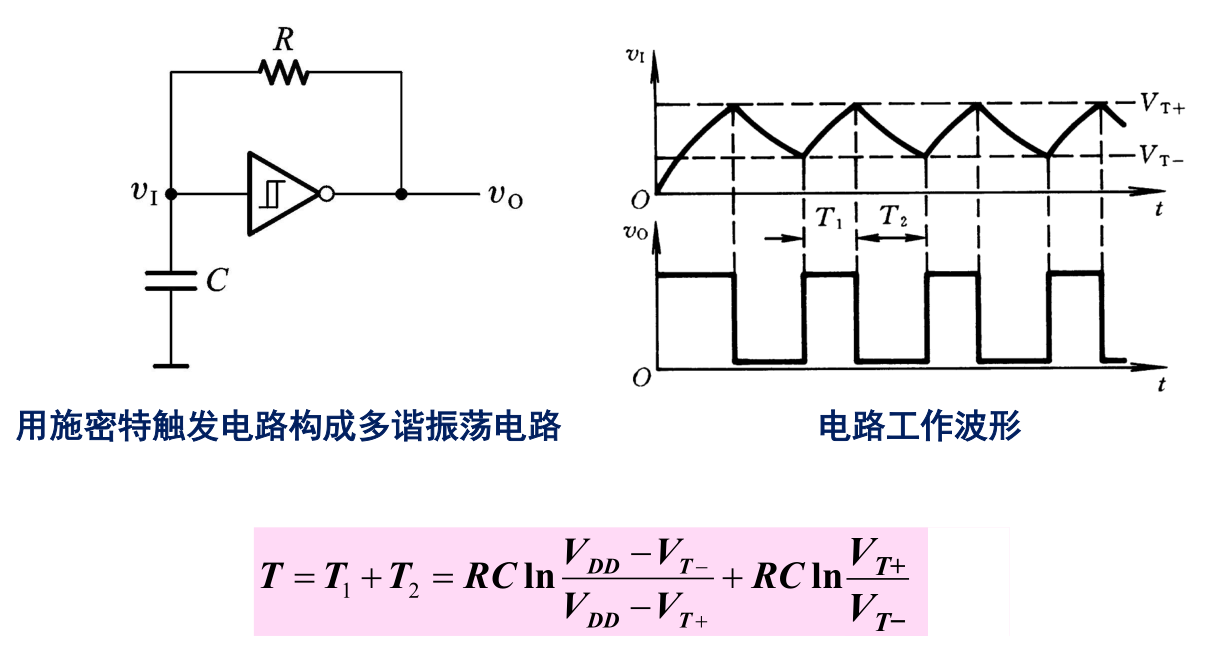 R
v_I
v_O
C
用施密特触发电路构成多谐振荡电路
v_I
V_{T+}
V_{T-}
O
t
T_1
T_2
v_O
O
t
电路工作波形
T = T_1 + T_2 = RC ln \frac{V_{DD} - V_{T-}}{V_{DD} - V_{T+}} + RC ln \frac{V_{T+}}{V_{T-}}